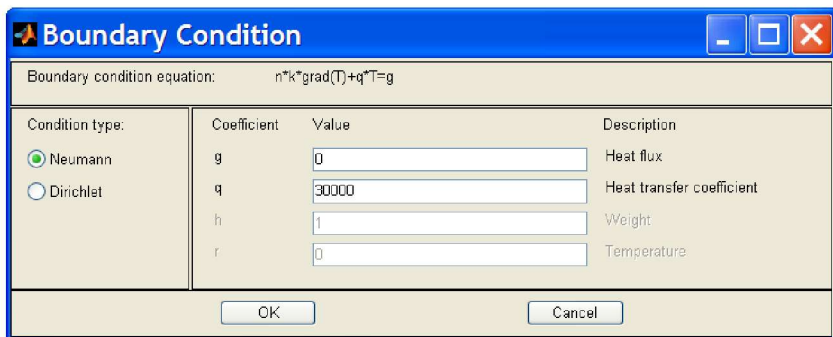 Boundary Condition
Boundary condition equation: n*k*grad(T)+q*T=g
Condition type: Coefficient Value Description
Neumann g 0 Heat flux
Dirichlet q 30000 Heat transfer coefficient
h 1 Weight
r 0 Temperature
OK Cancel